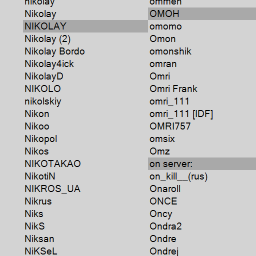 nikolay
Nikolay
NIKOLAY
Nikolay (2)
Nikolay Bordo
Nikolay4ick
NikolayD
NIKOLO
nikolskiy
Nikon
Nikoo
Nikopol
Nikos
NIKOTAKAO
NikotiN
NIKROS_UA
Nikrus
Niks
NikS
Niksan
NiKSeL
ommen
OMOH
omomo
Omon
omonshik
omran
Omri
Omri Frank
omri_111
omri_111 [IDF]
OMRI757
omsix
Omz
on server:
on_kill__(rus)
Onaroll
ONCE
Oncy
Ondra2
Ondre
Ondrej